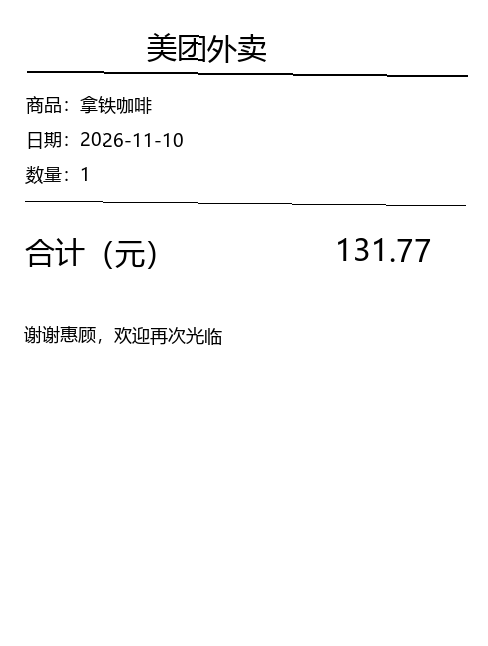 美团外卖
商品：拿铁咖啡
日期：2026-11-10
数量：1
合计（元） 131.77
谢谢惠顾，欢迎再次光临